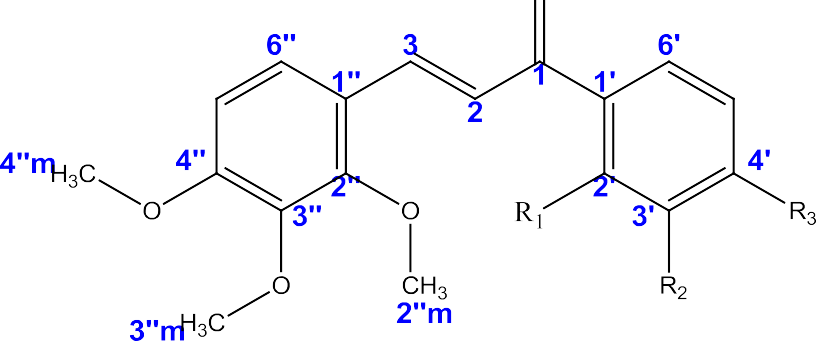 6'' 3 6'
1'' 1 1'
2
4''m H₃C 4'' 2'' 2' 4'
O 3'' O R₁ 3' R₃
O CH₃ R₂
3''m H₃C 2''m